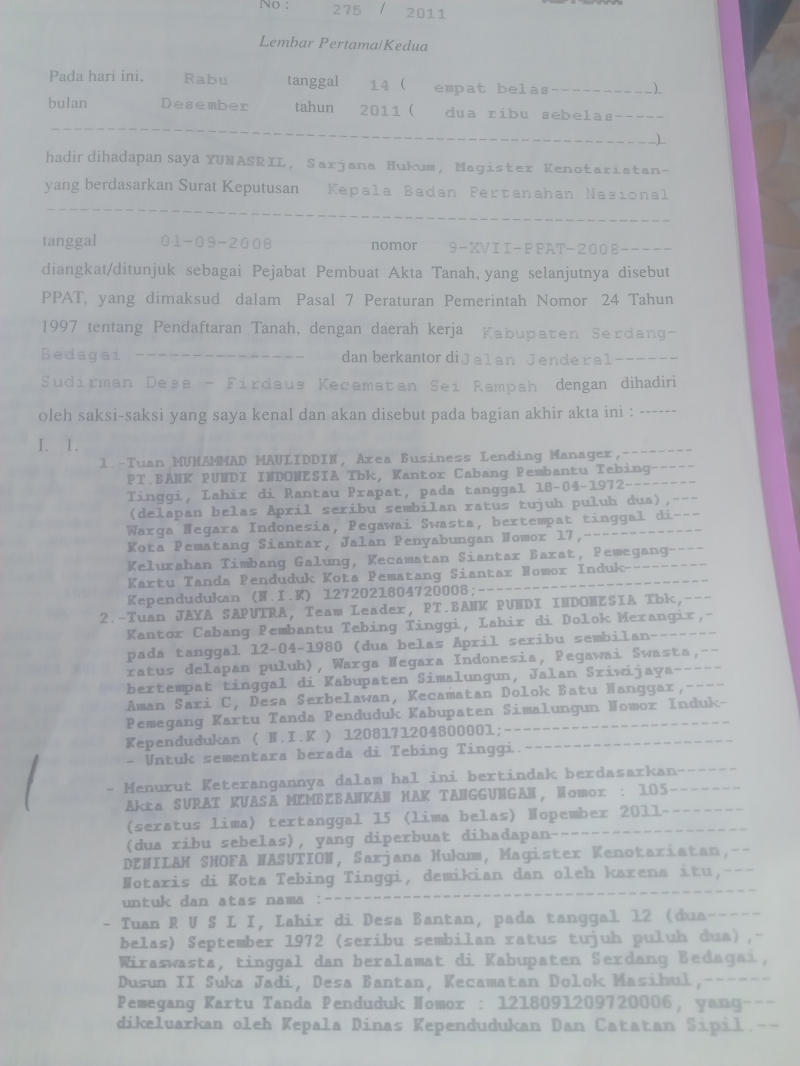 No : 275 / 2011
Lembar Pertama/Kedua
Pada hari ini, Rabu tanggal 14 ( empat belas----------)
bulan Desember tahun 2011 ( dua ribu sebelas-----
------------------------------------------------------)
hadir dihadapan saya YUNASRIL, Sarjana Hukum, Magister Kenotariatan-
yang berdasarkan Surat Keputusan Kepala Badan Pertanahan Nasional
------------------------------------------------------
tanggal 01-09-2008 nomor 9-XVII-PPAT-2008-----
diangkat/ditunjuk sebagai Pejabat Pembuat Akta Tanah, yang selanjutnya disebut
PPAT, yang dimaksud dalam Pasal 7 Peraturan Pemerintah Nomor 24 Tahun
1997 tentang Pendaftaran Tanah, dengan daerah kerja Kabupaten Serdang-
Bedagai --------------- dan berkantor di Jalan Jenderal------
Sudirman Desa - Firdaus Kecamatan Sei Rampah dengan dihadiri
oleh saksi-saksi yang saya kenal dan akan disebut pada bagian akhir akta ini : ------
I. 1.
1.-Tuan MUHAMMAD MAULIDDIN, Area Business Lending Manager,--------
PT.BANK PUNDI INDONESIA Tbk, Kantor Cabang Pembantu Tebing-----
Tinggi, Lahir di Rantau Prapat, pada tanggal 18-04-1972--------
(delapan belas April seribu sembilan ratus tujuh puluh dua),---
Warga Negara Indonesia, Pegawai Swasta, bertempat tinggal di---
Kota Pematang Siantar, Jalan Penyabungan Nomor 17,------------
Kelurahan Timbang Galung, Kecamatan Siantar Barat, Pemegang----
Kartu Tanda Penduduk Kota Pematang Siantar Nomor Induk---------
Kependudukan (N.I.K) 1272021804720008;-----------------------
2.-Tuan JAYA SAPUTRA, Team Leader, PT.BANK PUNDI INDONESIA Tbk,---
Kantor Cabang Pembantu Tebing Tinggi, Lahir di Dolok Merangir,-
pada tanggal 12-04-1980 (dua belas April seribu sembilan-------
ratus delapan puluh), Warga Negara Indonesia, Pegawai Swasta,--
bertempat tinggal di Kabupaten Simalungun, Jalan Sriwijaya-----
Aman Sari C, Desa Serbelawan, Kecamatan Dolok Batu Nanggar,----
Pemegang Kartu Tanda Penduduk Kabupaten Simalungun Nomor Induk-
Kependudukan ( N.I.K ) 1208171204800001;---------------------
- Untuk sementara berada di Tebing Tinggi.-------------------
- Menurut Keterangannya dalam hal ini bertindak berdasarkan------
Akta SURAT KUASA MEMBEBANKAN HAK TANGGUNGAN, Nomor : 105-------
(seratus lima) tertanggal 15 (lima belas) Nopember 2011--------
(dua ribu sebelas), yang diperbuat dihadapan------------------
DENILAH SHOFA NASUTION, Sarjana Hukum, Magister Kenotariatan,--
Notaris di Kota Tebing Tinggi, demikian dan oleh karena itu,---
untuk dan atas nama :----------------------------------------
- Tuan R U S L I, Lahir di Desa Bantan, pada tanggal 12 (dua-----
belas) September 1972 (seribu sembilan ratus tujuh puluh dua),-
Wiraswasta, tinggal dan beralamat di Kabupaten Serdang Bedagai,
Dusun II Suka Jadi, Desa Bantan, Kecamatan Dolok Masihul,------
Pemegang Kartu Tanda Penduduk Nomor : 1218091209720006, yang---
dikeluarkan oleh Kepala Dinas Kependudukan Dan Catatan Sipil.--